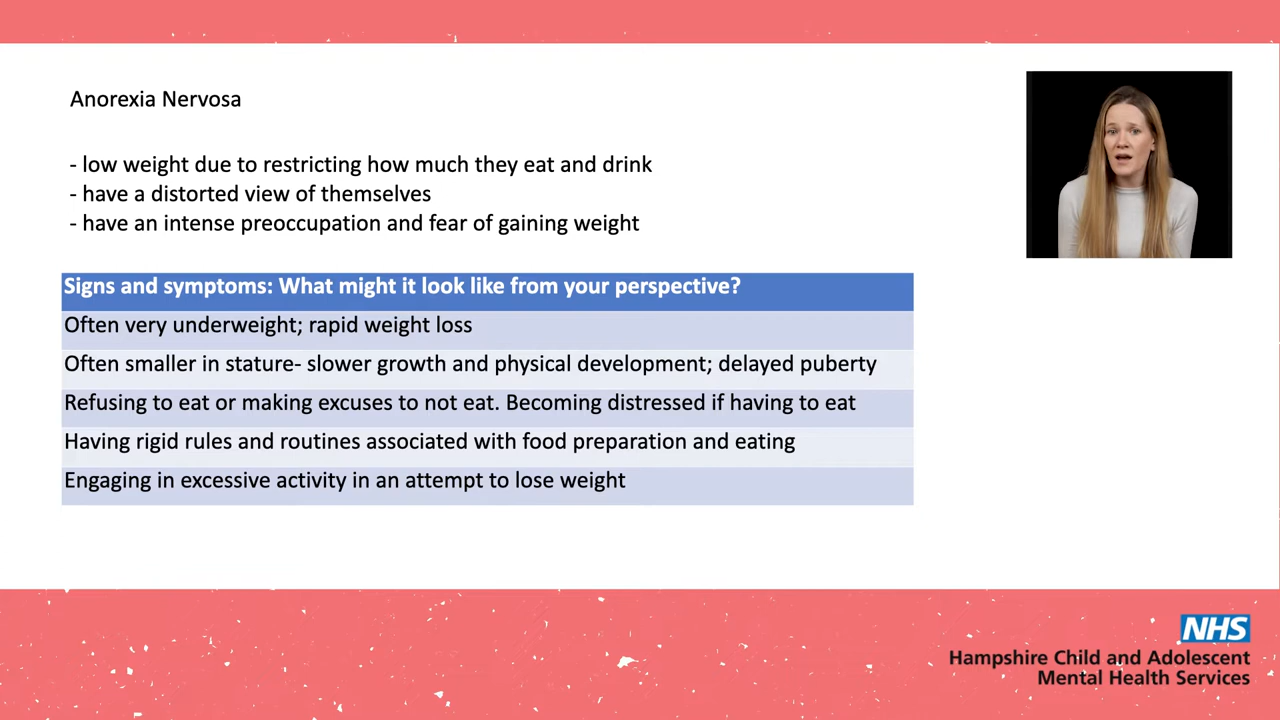 Anorexia Nervosa
- low weight due to restricting how much they eat and drink
- have a distorted view of themselves
- have an intense preoccupation and fear of gaining weight
Signs and symptoms: What might it look like from your perspective?
Often very underweight; rapid weight loss
Often smaller in stature- slower growth and physical development; delayed puberty
Refusing to eat or making excuses to not eat. Becoming distressed if having to eat
Having rigid rules and routines associated with food preparation and eating
Engaging in excessive activity in an attempt to lose weight
NHS
Hampshire Child and Adolescent
Mental Health Services